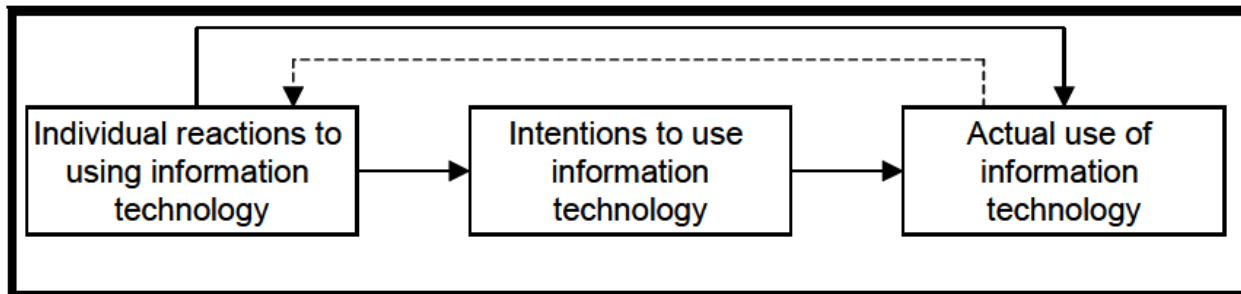 Individual reactions to
using information
technology
Intentions to use
information
technology
Actual use of
information
technology